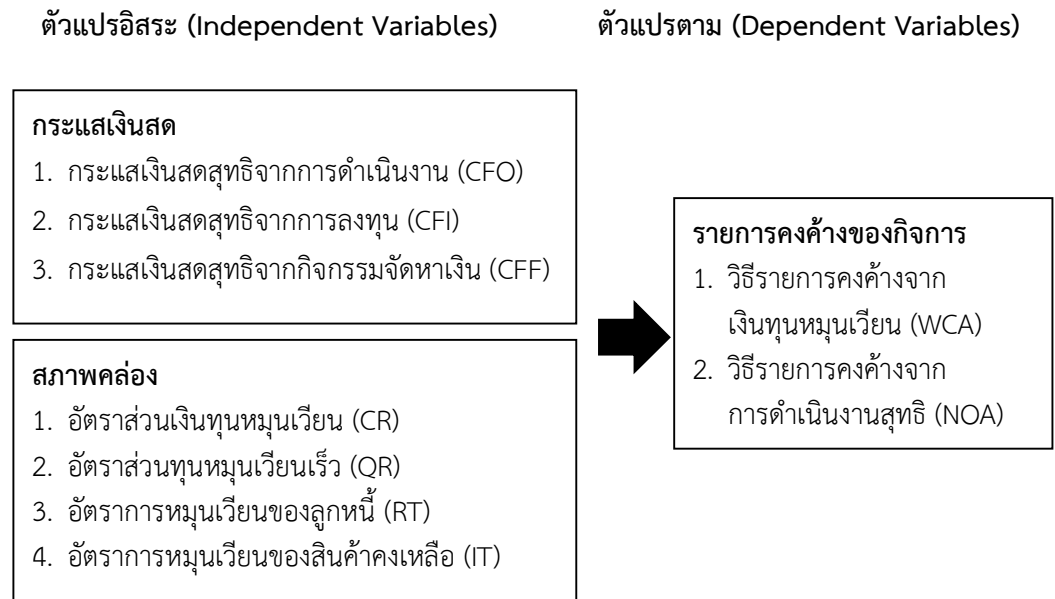 ตัวแปรอิสระ (Independent Variables)
ตัวแปรตาม (Dependent Variables)
กระแสเงินสด
1. กระแสเงินสดสุทธิจากการดำเนินงาน (CFO)
2. กระแสเงินสดสุทธิจากการลงทุน (CFI)
3. กระแสเงินสดสุทธิจากกิจกรรมจัดหาเงิน (CFF)
สภาพคล่อง
1. อัตราส่วนเงินทุนหมุนเวียน (CR)
2. อัตราส่วนทุนหมุนเวียนเร็ว (QR)
3. อัตราการหมุนเวียนของลูกหนี้ (RT)
4. อัตราการหมุนเวียนของสินค้าคงเหลือ (IT)
รายการคงค้างของกิจการ
1. วิธีรายการคงค้างจาก
เงินทุนหมุนเวียน (WCA)
2. วิธีรายการคงค้างจาก
การดำเนินงานสุทธิ (NOA)